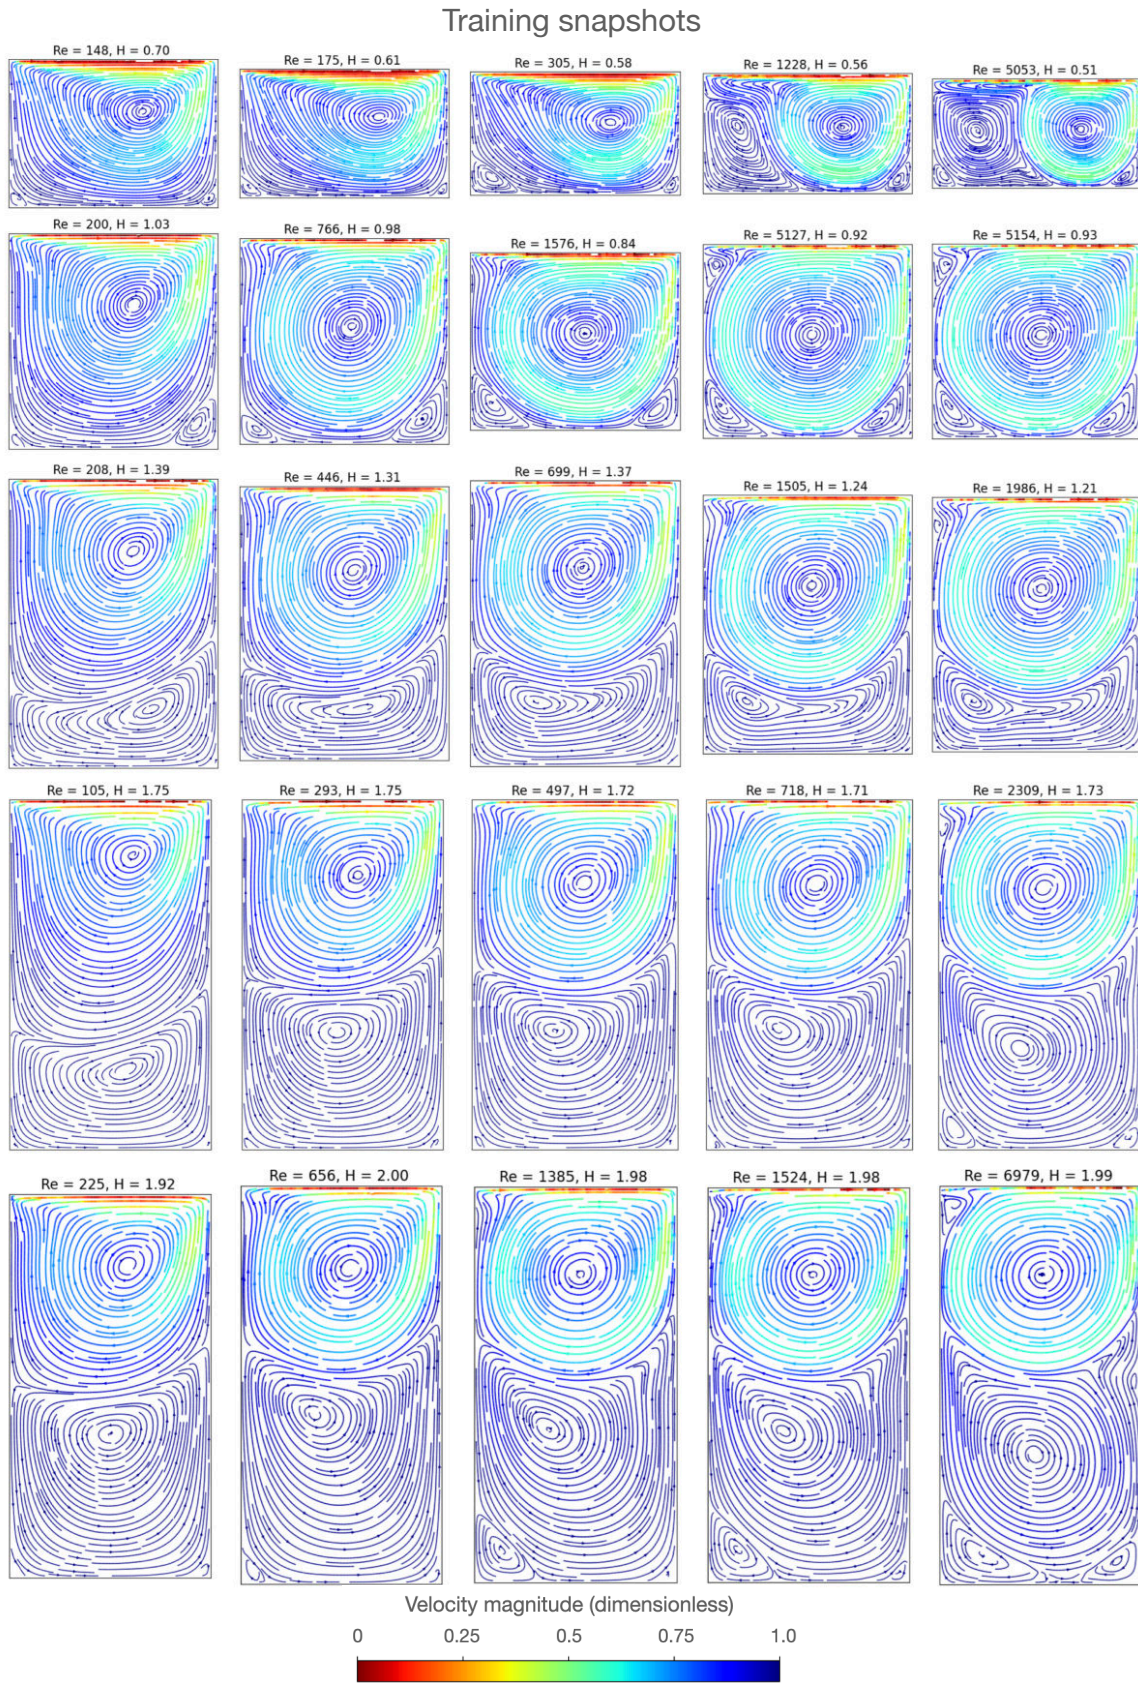 Training snapshots
Re = 148, H = 0.70
Re = 175, H = 0.61
Re = 305, H = 0.58
Re = 1228, H = 0.56
Re = 5053, H = 0.51
Re = 200, H = 1.03
Re = 766, H = 0.98
Re = 1576, H = 0.84
Re = 5127, H = 0.92
Re = 5154, H = 0.93
Re = 208, H = 1.39
Re = 446, H = 1.31
Re = 699, H = 1.37
Re = 1505, H = 1.24
Re = 1986, H = 1.21
Re = 105, H = 1.75
Re = 293, H = 1.75
Re = 497, H = 1.72
Re = 718, H = 1.71
Re = 2309, H = 1.73
Re = 225, H = 1.92
Re = 656, H = 2.00
Re = 1385, H = 1.98
Re = 1524, H = 1.98
Re = 6979, H = 1.99
Velocity magnitude (dimensionless)
0 0.25 0.5 0.75 1.0